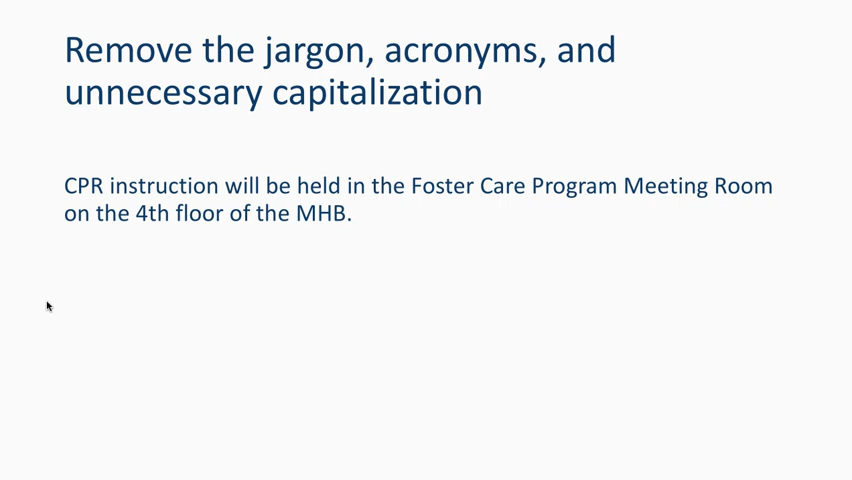 Remove the jargon, acronyms, and
unnecessary capitalization
CPR instruction will be held in the Foster Care Program Meeting Room
on the 4th floor of the MHB.